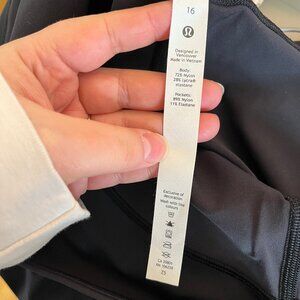 16
Designed in
Vancouver
Made in Vietnam
Body:
72% Nylon
28% Lycra®
elastane
Pockets:
89% Nylon
11% Elastane
Exclusive of
decoration
Wash with like
colours
23